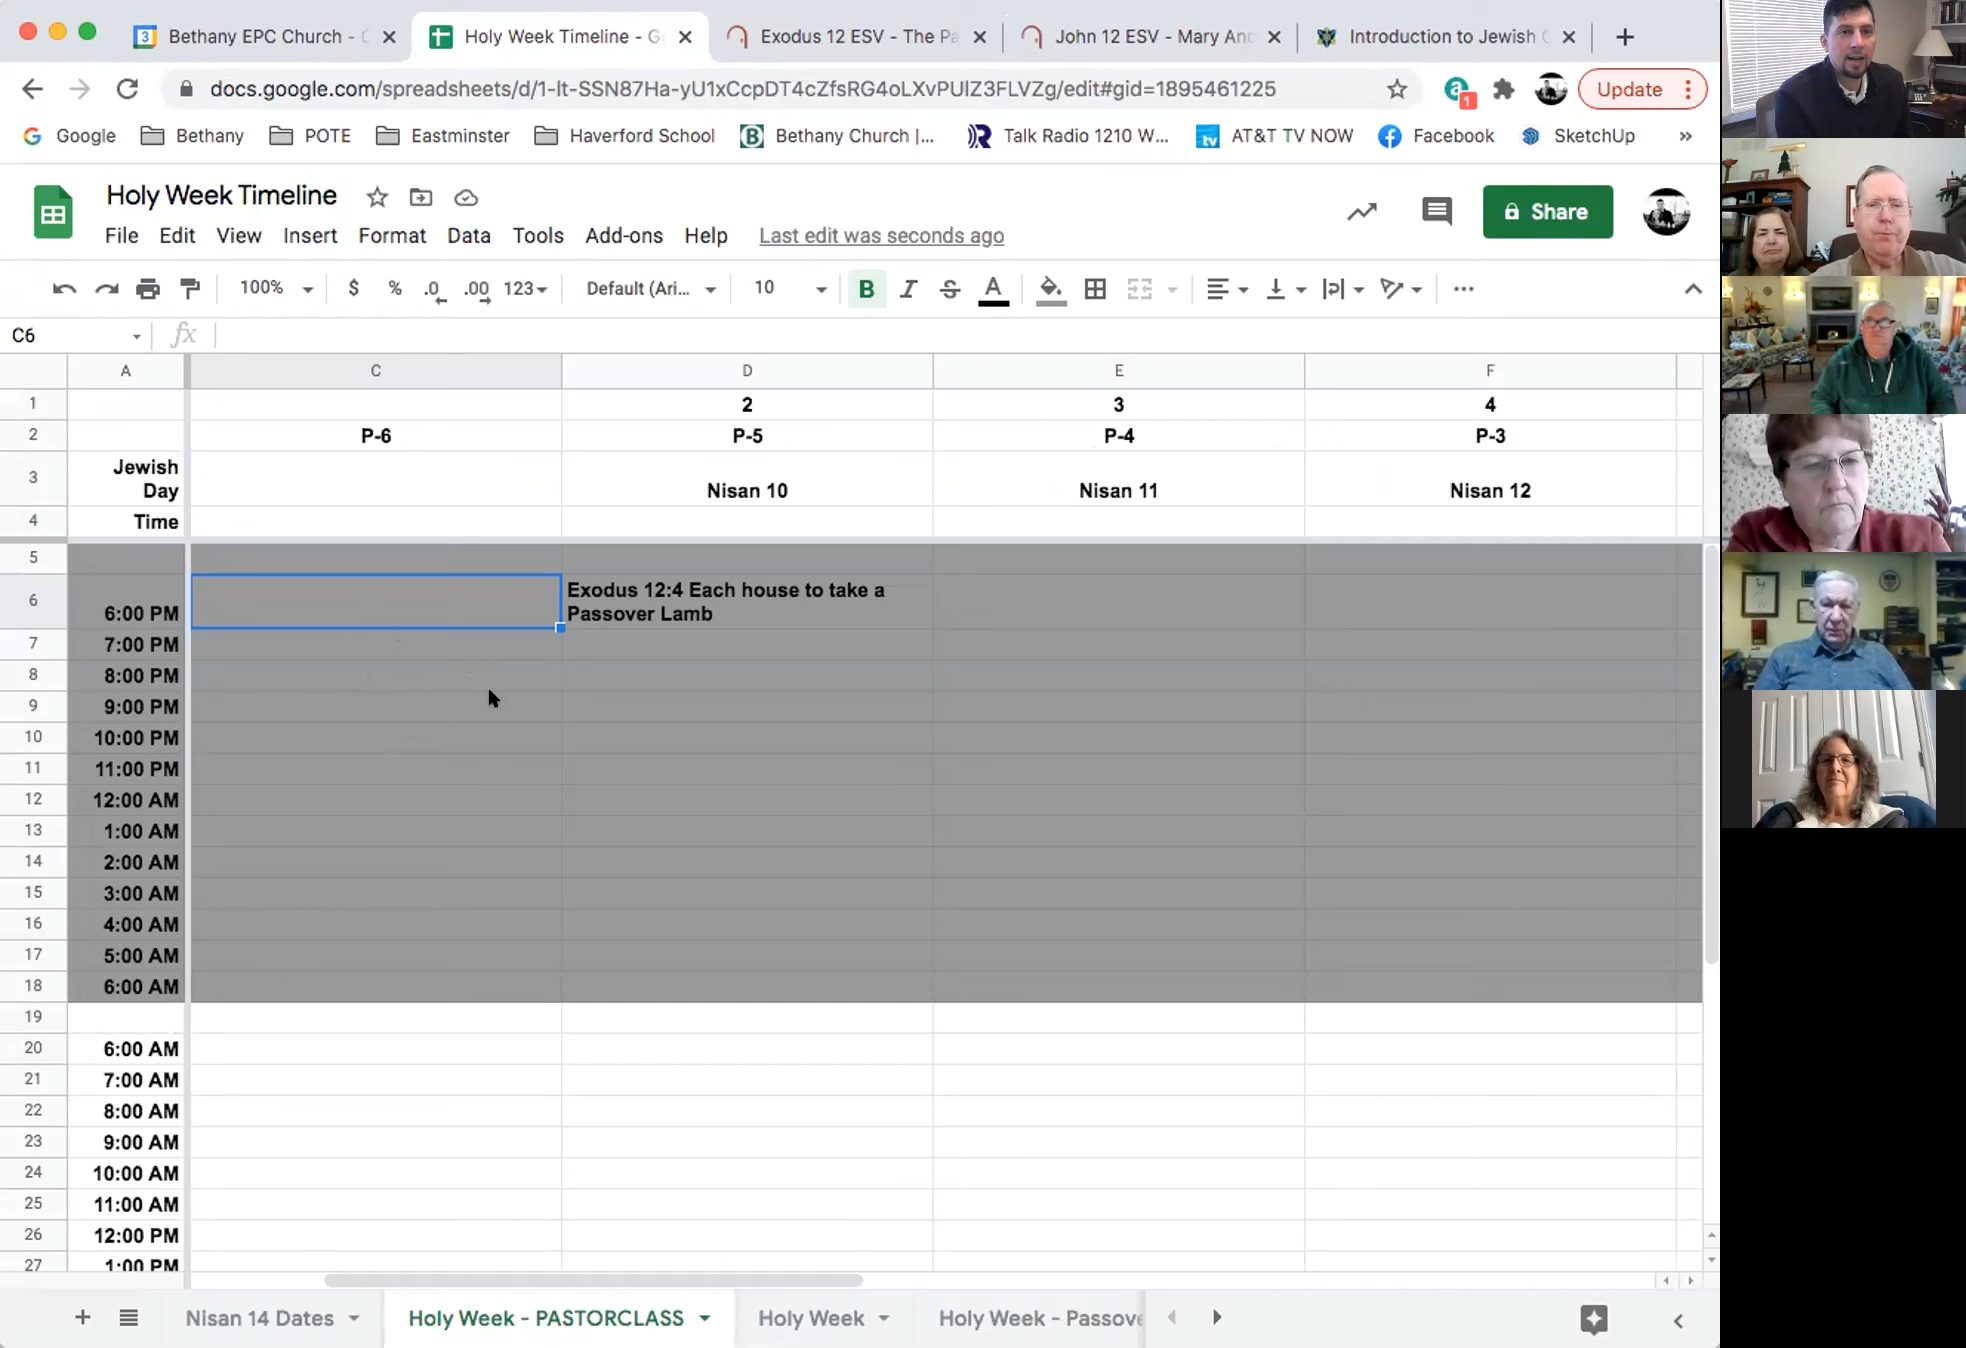 Bethany EPC Church -
Holy Week Timeline - G
Exodus 12 ESV - The Pa
John 12 ESV - Mary An
Introduction to Jewish
docs.google.com/spreadsheets/d/1-lt-SSN87Ha-yU1xCcpDT4cZfsRG4oLXvPUlZ3FLVZg/edit#gid=1895461225
Update
Google
Bethany
POTE
Eastminster
Haverford School
Bethany Church |...
Talk Radio 1210 W...
AT&T TV NOW
Facebook
SketchUp
»
Holy Week Timeline
Share
File Edit View Insert Format Data Tools Add-ons Help Last edit was seconds ago
100% $ % .0 .00 123 Default (Ari... 10 B I S A ...
C6 fx
A C D E F
1 2 3 4
2 P-6 P-5 P-4 P-3
3 Jewish Day Nisan 10 Nisan 11 Nisan 12
4 Time
5
6 6:00 PM Exodus 12:4 Each house to take a
Passover Lamb
7 7:00 PM
8 8:00 PM
9 9:00 PM
10 10:00 PM
11 11:00 PM
12 12:00 AM
13 1:00 AM
14 2:00 AM
15 3:00 AM
16 4:00 AM
17 5:00 AM
18 6:00 AM
19
20 6:00 AM
21 7:00 AM
22 8:00 AM
23 9:00 AM
24 10:00 AM
25 11:00 AM
26 12:00 PM
27 1:00 PM
Nisan 14 Dates
Holy Week - PASTORCLASS
Holy Week
Holy Week - Passove